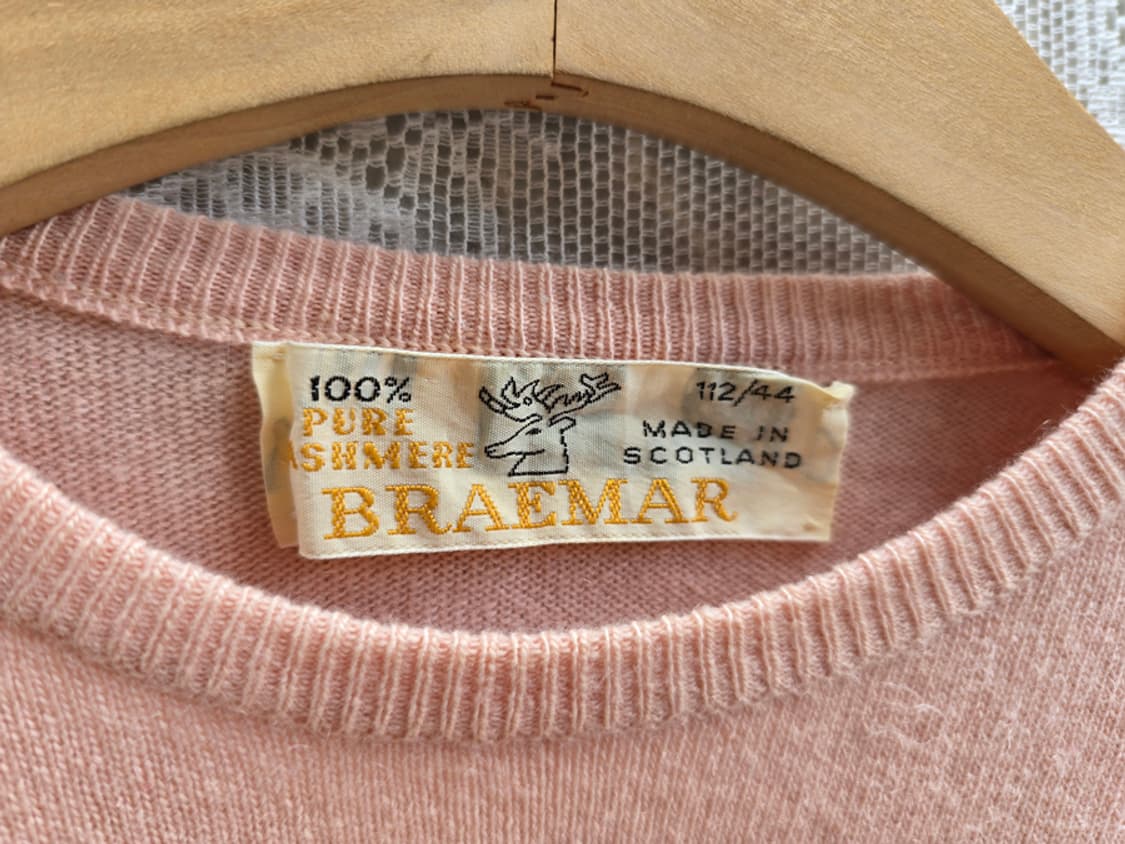 100%
PURE
ASHMERE
112/44
MADE IN
SCOTLAND
BRAEMAR